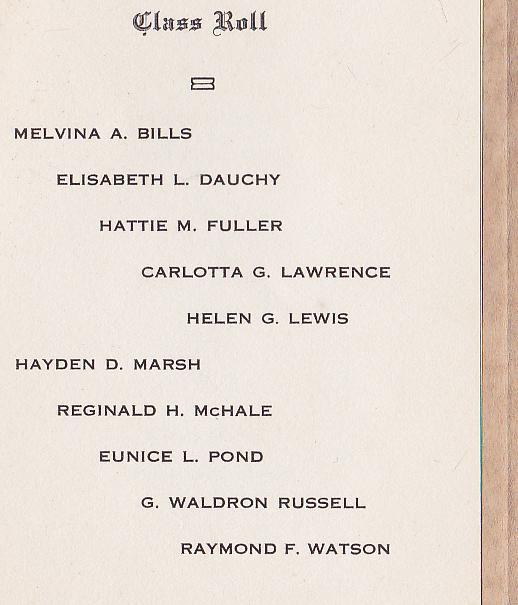 Class Roll
MELVINA A. BILLS
ELISABETH L. DAUCHY
HATTIE M. FULLER
CARLOTTA G. LAWRENCE
HELEN G. LEWIS
HAYDEN D. MARSH
REGINALD H. McHALE
EUNICE L. POND
G. WALDRON RUSSELL
RAYMOND F. WATSON